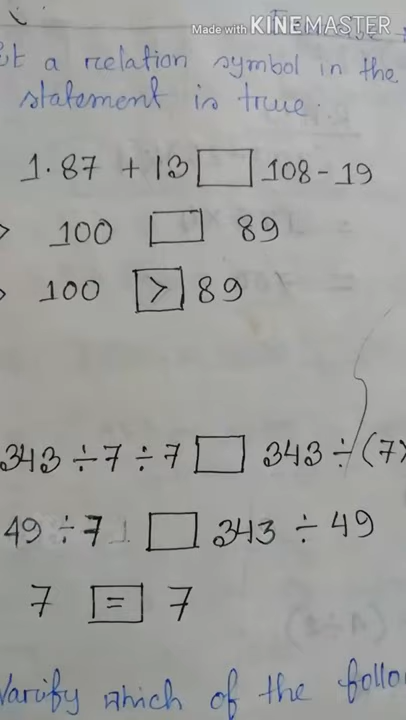 Made with KINEMASTER
a relation symbol in the
statement is true.
1. 87 + 13 □ 108 - 19
100 □ 89
100 > 89
343 ÷ 7 ÷ 7 □ 343 ÷ (7
49 ÷ 7 □ 343 ÷ 49
7 = 7
Varify which of the